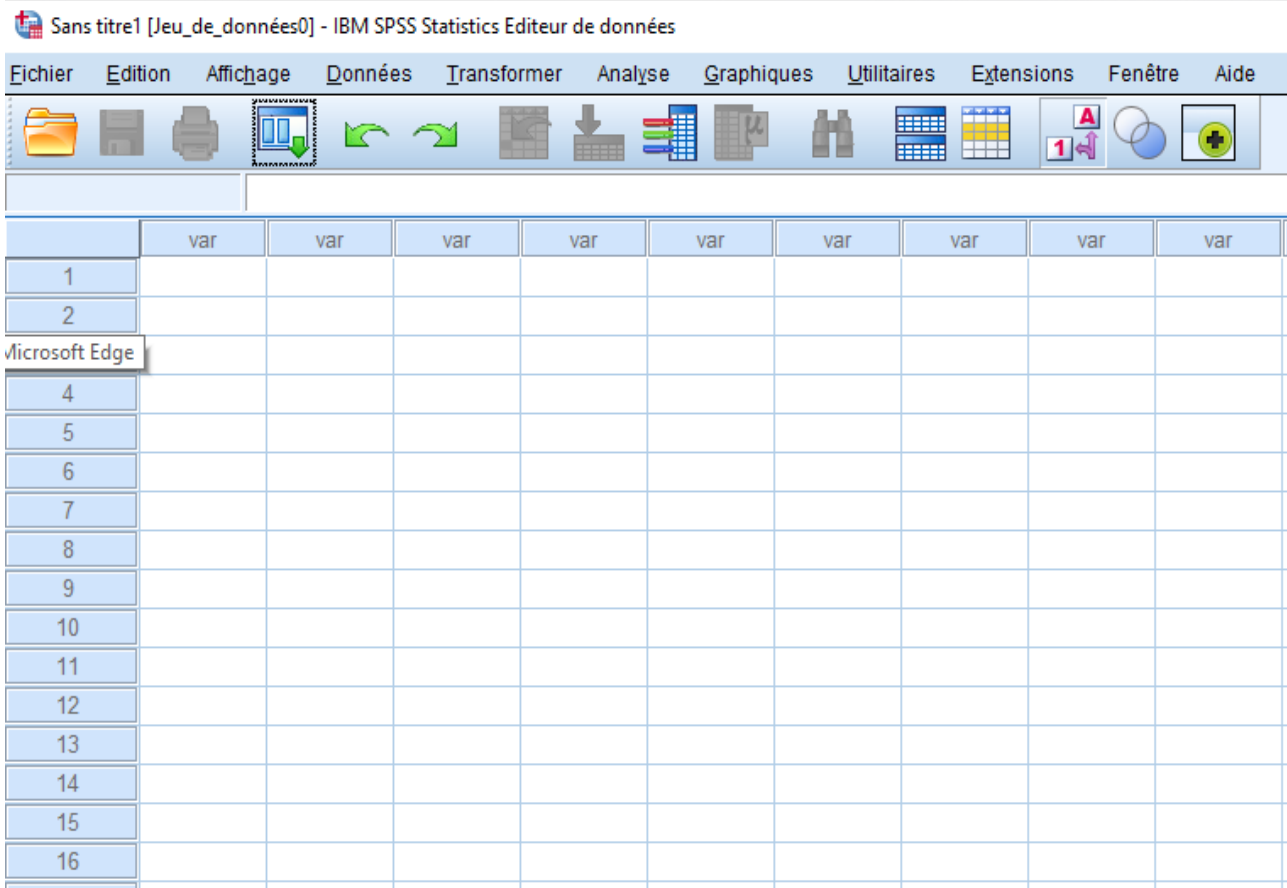 Sans titre1 [Jeu_de_données0] - IBM SPSS Statistics Editeur de données
Fichier Edition Affichage Données Transformer Analyse Graphiques Utilitaires Extensions Fenêtre Aide
A
1
µ
var var var var var var var var var
1
2
Microsoft Edge
4
5
6
7
8
9
10
11
12
13
14
15
16